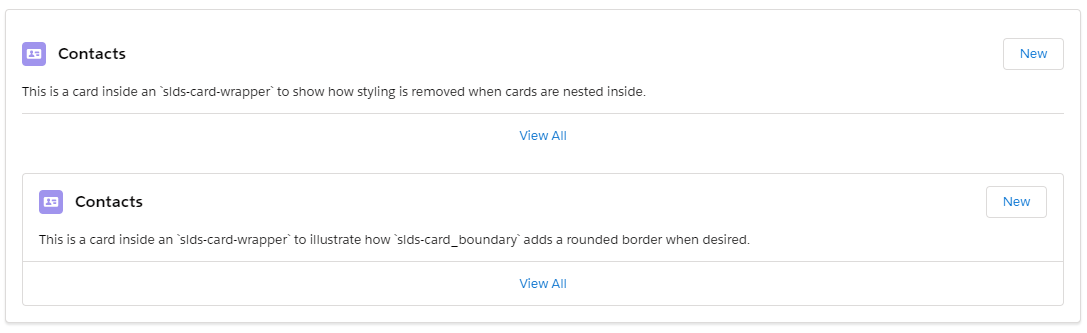 Contacts
New
This is a card inside an `slds-card-wrapper` to show how styling is removed when cards are nested inside.
View All
Contacts
New
This is a card inside an `slds-card-wrapper` to illustrate how `slds-card_boundary` adds a rounded border when desired.
View All